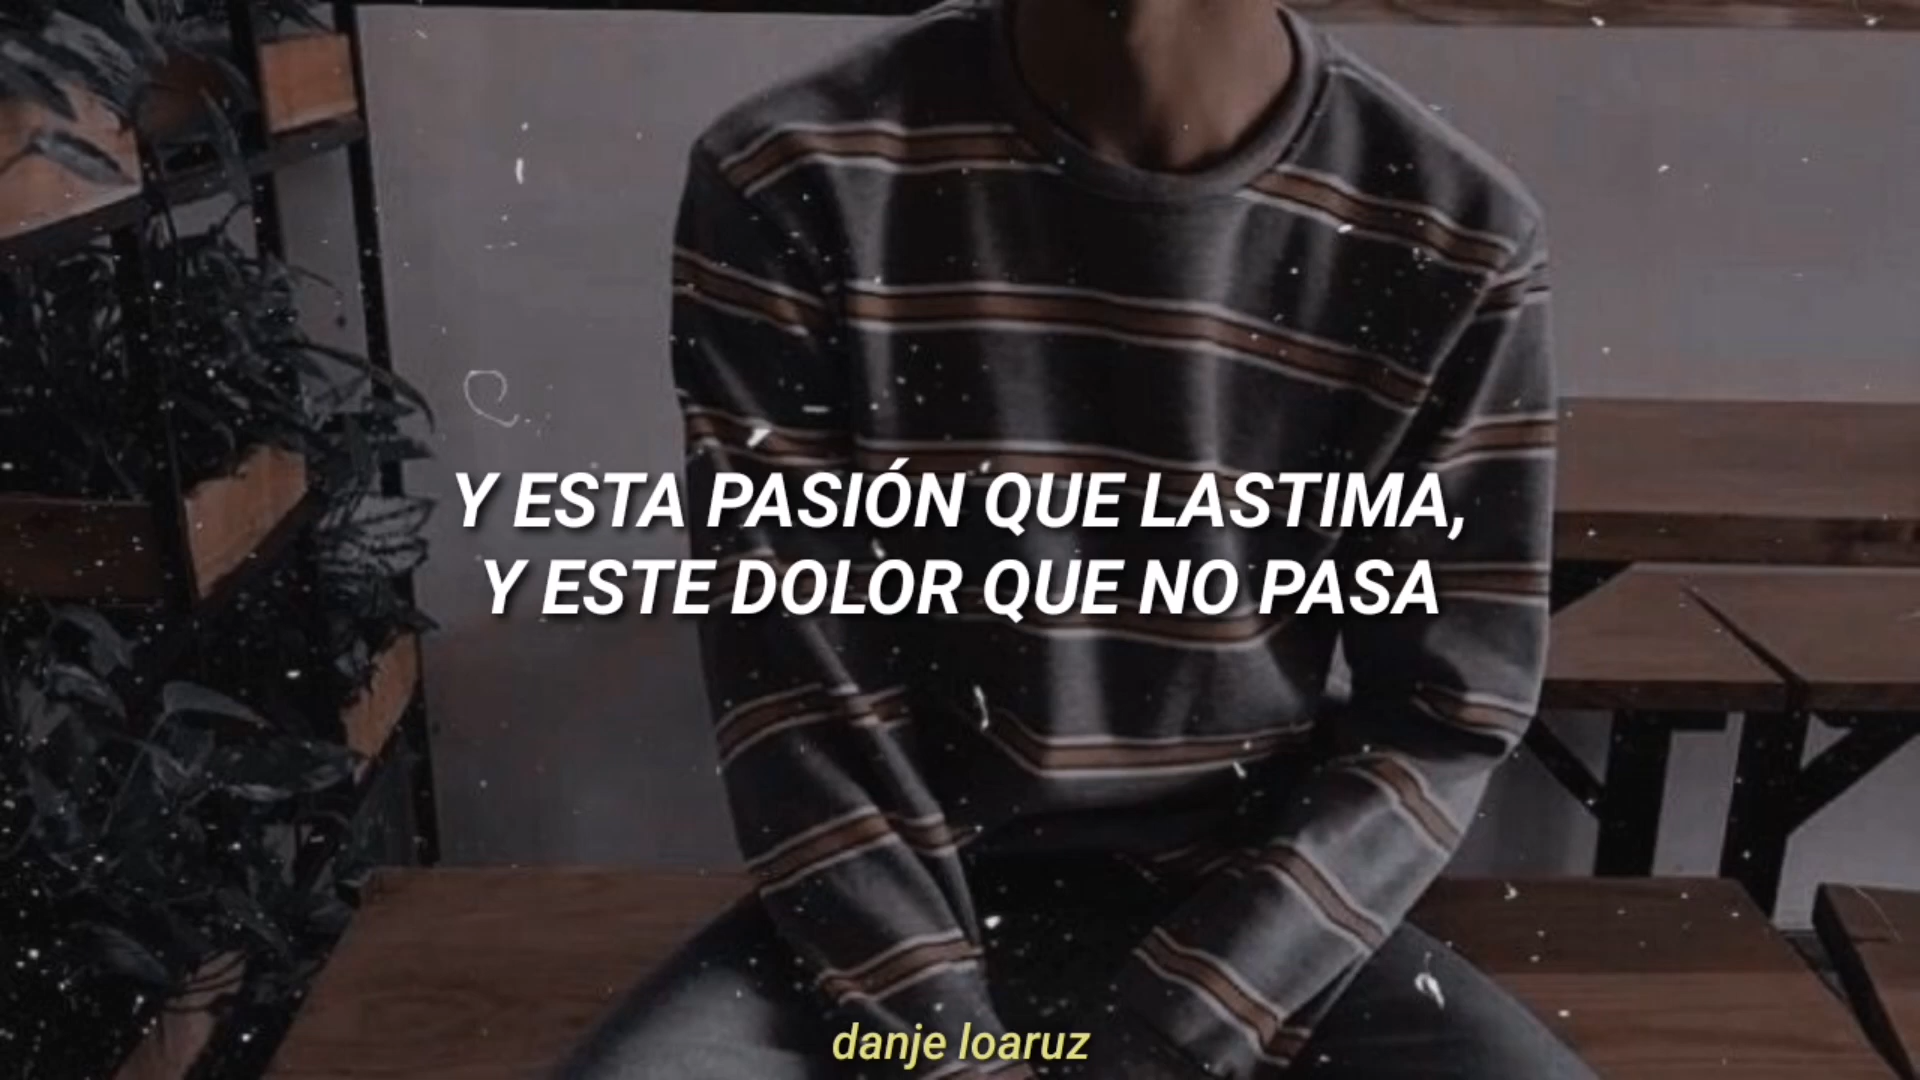 Y ESTA PASIÓN QUE LASTIMA,
Y ESTE DOLOR QUE NO PASA
danje loaruz